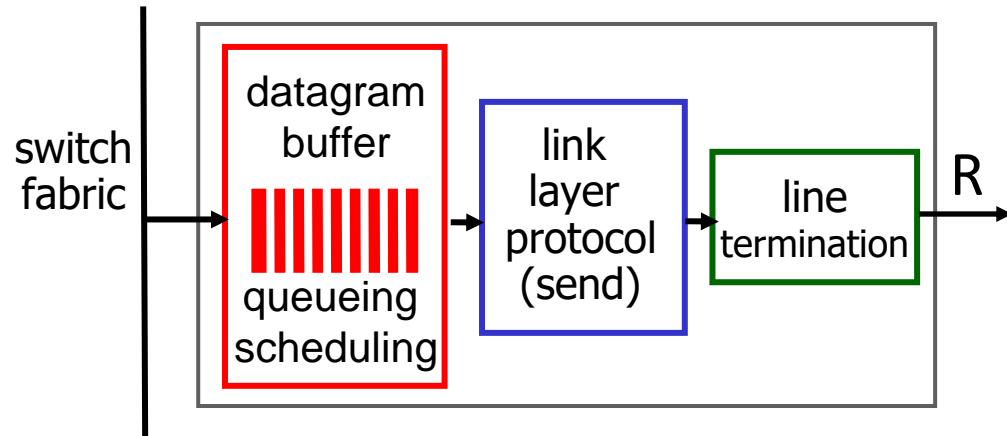 switch
fabric
datagram
buffer
queueing
scheduling
link
layer
protocol
(send)
line
termination
R